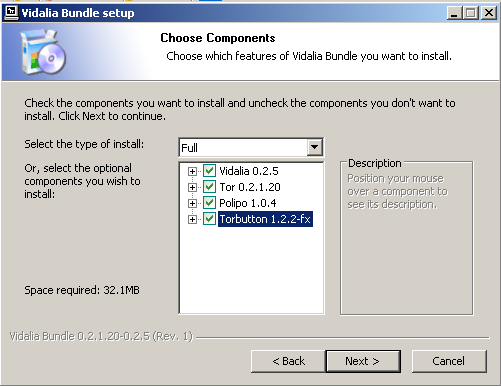 Vidalia Bundle setup
Choose Components
Choose which features of Vidalia Bundle you want to install.
Check the components you want to install and uncheck the components you don't want to
install. Click Next to continue.
Select the type of install:
Full
Or, select the optional
components you wish to
install:
Vidalia 0.2.5
Tor 0.2.1.20
Polipo 1.0.4
Torbutton 1.2.2-fx
Description
Position your mouse
over a component to
see its description.
Space required: 32.1MB
Vidalia Bundle 0.2.1.20-0.2.5 (Rev. 1)
< Back
Next >
Cancel